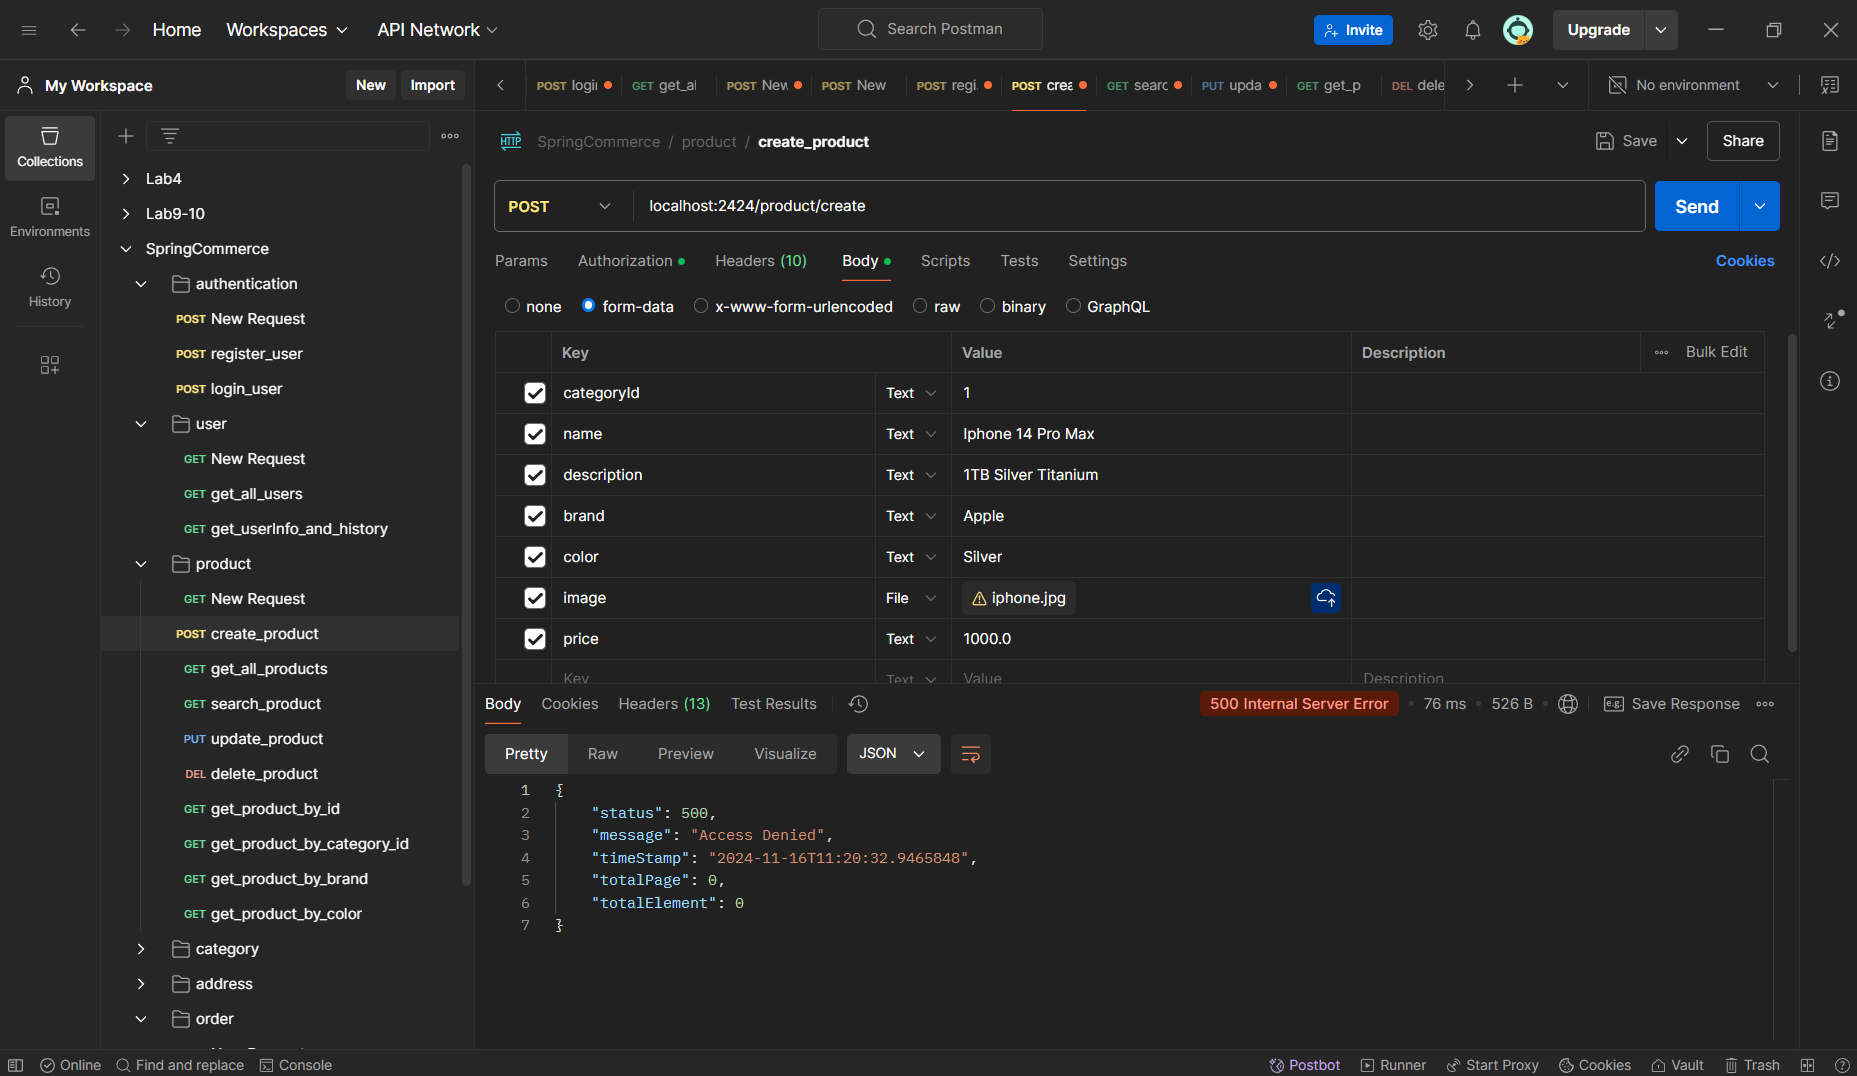 Home Workspaces API Network Search Postman Invite Upgrade
My Workspace New Import
POST login GET get_al POST New POST New POST regi POST crea GET searc PUT upda GET get_p DEL dele No environment
Collections
Environments
History
Lab4
Lab9-10
SpringCommerce
authentication
POST New Request
POST register_user
POST login_user
user
GET New Request
GET get_all_users
GET get_userInfo_and_history
product
GET New Request
POST create_product
GET get_all_products
GET search_product
PUT update_product
DEL delete_product
GET get_product_by_id
GET get_product_by_category_id
GET get_product_by_brand
GET get_product_by_color
category
address
order
HTTP SpringCommerce / product / create_product Save Share
POST localhost:2424/product/create Send
Params Authorization Headers (10) Body Scripts Tests Settings Cookies
none form-data x-www-form-urlencoded raw binary GraphQL
Key Value Description Bulk Edit
categoryId Text 1
name Text Iphone 14 Pro Max
description Text 1TB Silver Titanium
brand Text Apple
color Text Silver
image File iphone.jpg
price Text 1000.0
Key Text Value Description
Body Cookies Headers (13) Test Results 500 Internal Server Error 76 ms 526 B e.g. Save Response
Pretty Raw Preview Visualize JSON
1 {
2 "status": 500,
3 "message": "Access Denied",
4 "timeStamp": "2024-11-16T11:20:32.9465848",
5 "totalPage": 0,
6 "totalElement": 0
7 }
Online Find and replace Console Postbot Runner Start Proxy Cookies Vault Trash